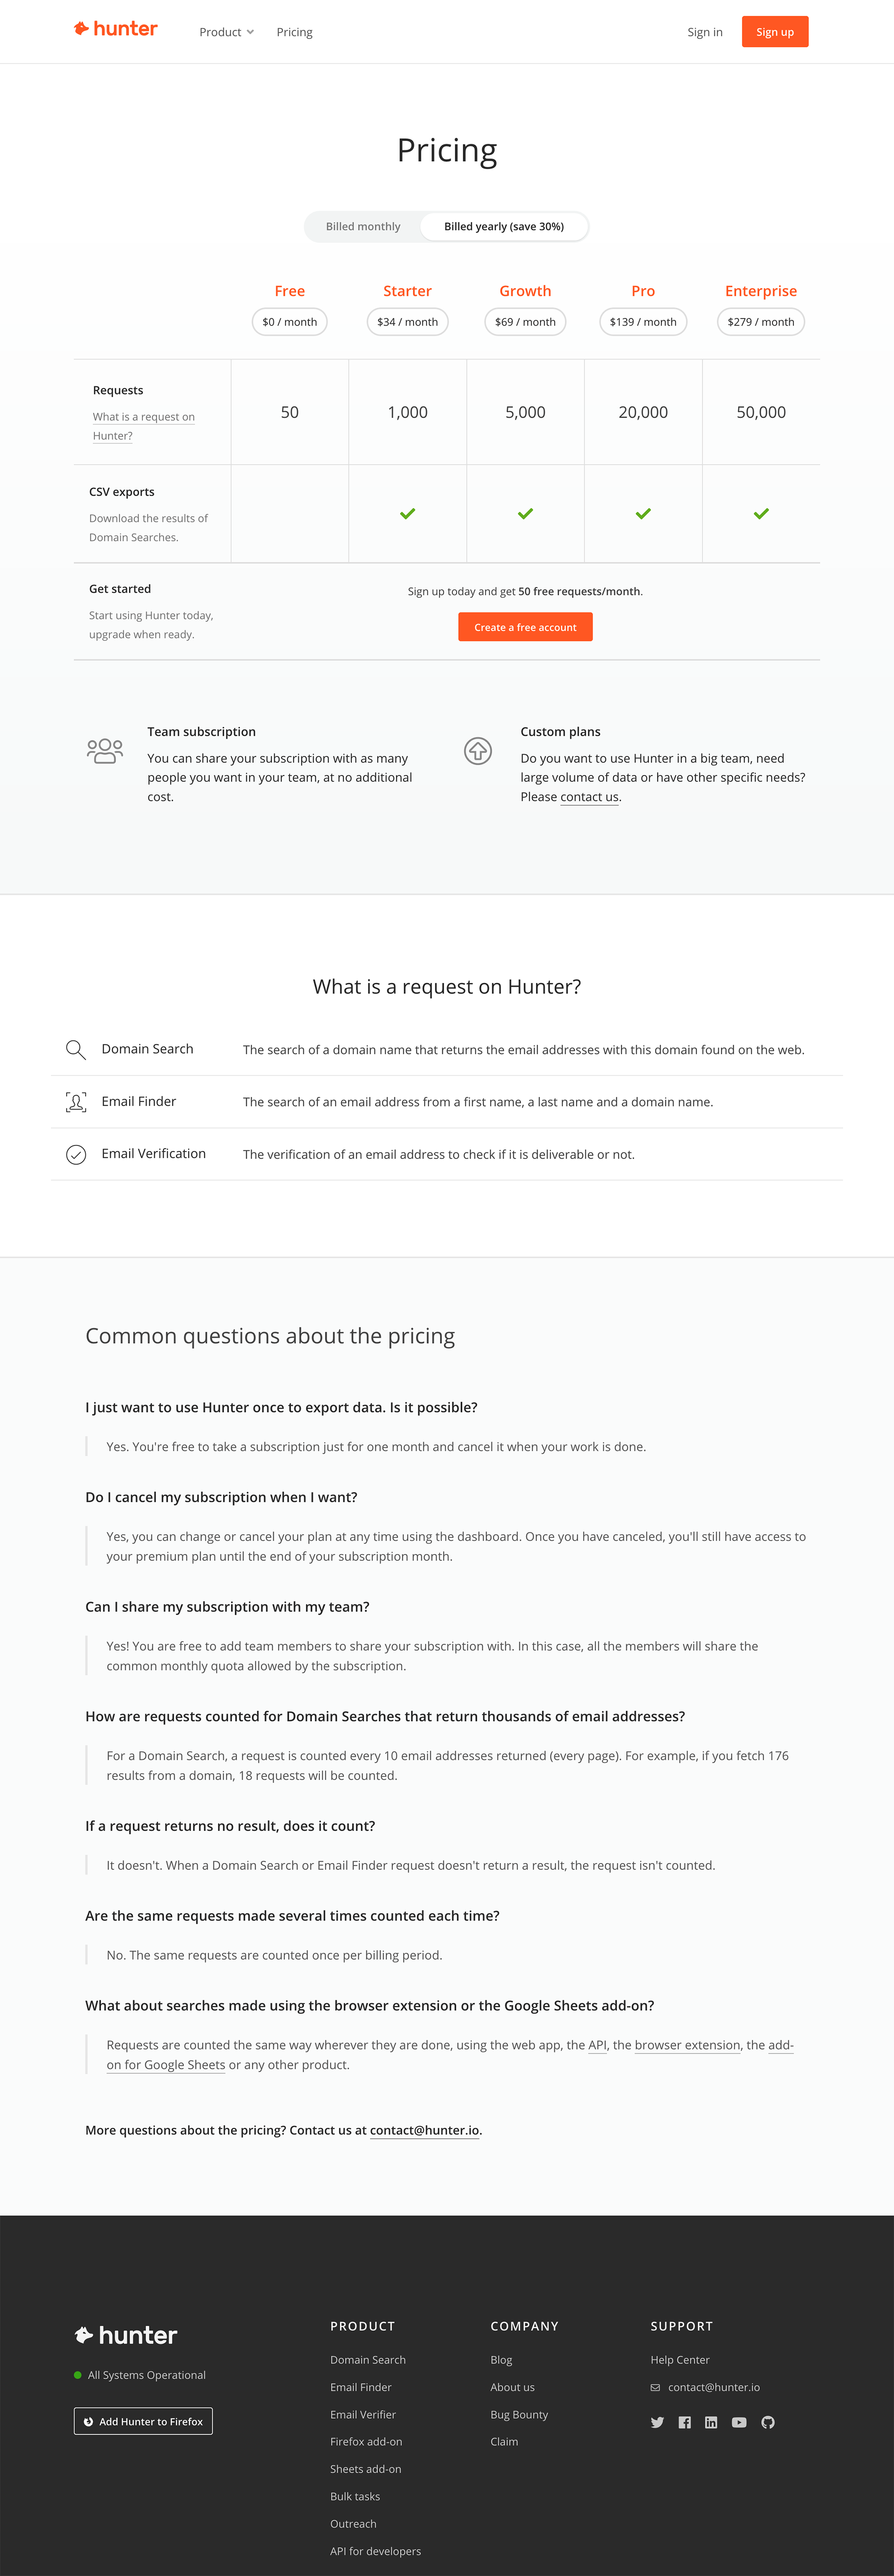 hunter
Product
Pricing
Sign in
Sign up
Pricing
Billed monthly
Billed yearly (save 30%)
Free
Starter
Growth
Pro
Enterprise
$0 / month
$34 / month
$69 / month
$139 / month
$279 / month
Requests
What is a request on
Hunter?
50
1,000
5,000
20,000
50,000
CSV exports
Download the results of
Domain Searches.
Get started
Start using Hunter today,
upgrade when ready.
Sign up today and get 50 free requests/month.
Create a free account
Team subscription
You can share your subscription with as many
people you want in your team, at no additional
cost.
Custom plans
Do you want to use Hunter in a big team, need
large volume of data or have other specific needs?
Please contact us.
What is a request on Hunter?
Domain Search
The search of a domain name that returns the email addresses with this domain found on the web.
Email Finder
The search of an email address from a first name, a last name and a domain name.
Email Verification
The verification of an email address to check if it is deliverable or not.
Common questions about the pricing
I just want to use Hunter once to export data. Is it possible?
Yes. You're free to take a subscription just for one month and cancel it when your work is done.
Do I cancel my subscription when I want?
Yes, you can change or cancel your plan at any time using the dashboard. Once you have canceled, you'll still have access to
your premium plan until the end of your subscription month.
Can I share my subscription with my team?
Yes! You are free to add team members to share your subscription with. In this case, all the members will share the
common monthly quota allowed by the subscription.
How are requests counted for Domain Searches that return thousands of email addresses?
For a Domain Search, a request is counted every 10 email addresses returned (every page). For example, if you fetch 176
results from a domain, 18 requests will be counted.
If a request returns no result, does it count?
It doesn't. When a Domain Search or Email Finder request doesn't return a result, the request isn't counted.
Are the same requests made several times counted each time?
No. The same requests are counted once per billing period.
What about searches made using the browser extension or the Google Sheets add-on?
Requests are counted the same way wherever they are done, using the web app, the API, the browser extension, the add-
on for Google Sheets or any other product.
More questions about the pricing? Contact us at contact@hunter.io.
hunter
All Systems Operational
Add Hunter to Firefox
PRODUCT
Domain Search
Email Finder
Email Verifier
Firefox add-on
Sheets add-on
Bulk tasks
Outreach
API for developers
COMPANY
Blog
About us
Bug Bounty
Claim
SUPPORT
Help Center
contact@hunter.io